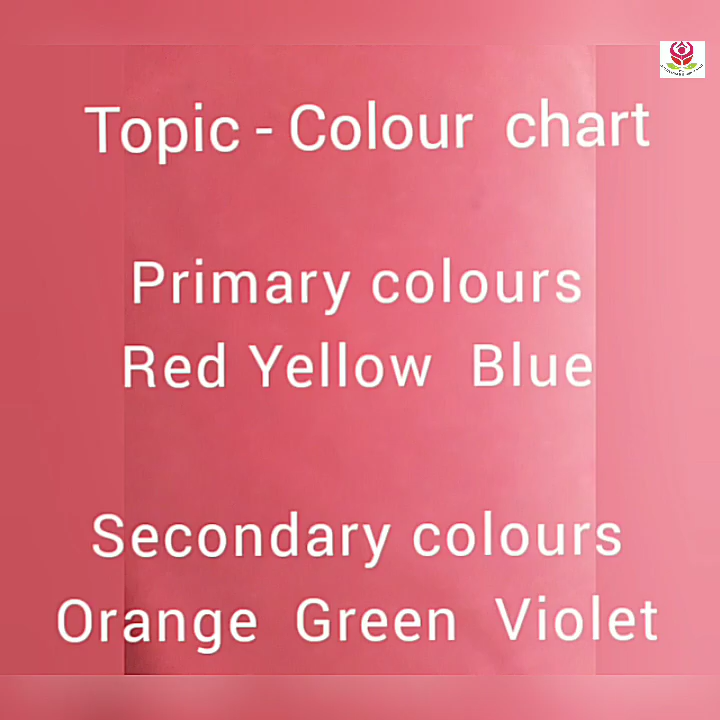 Topic - Colour chart
Primary colours
Red Yellow Blue
Secondary colours
Orange Green Violet